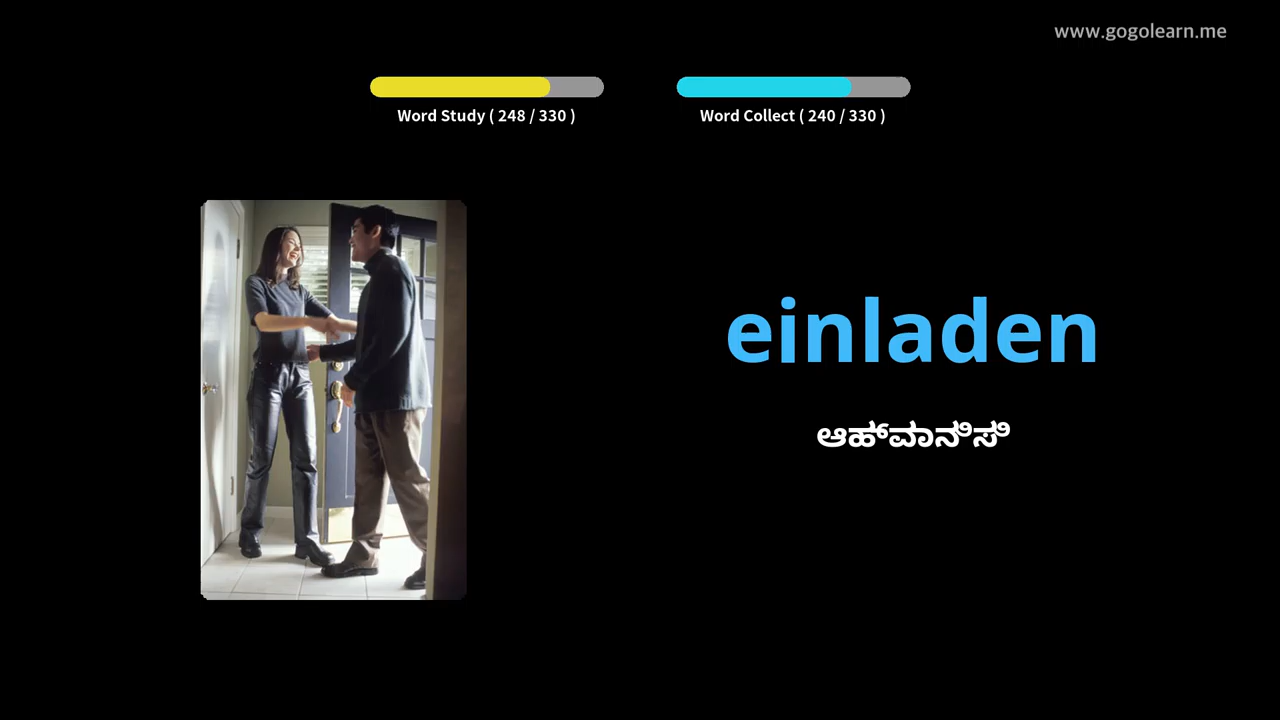 www.gogolearn.me
Word Study ( 248 / 330 )
Word Collect ( 240 / 330 )
einladen
ಆಹ್ವಾನಿಸಿ